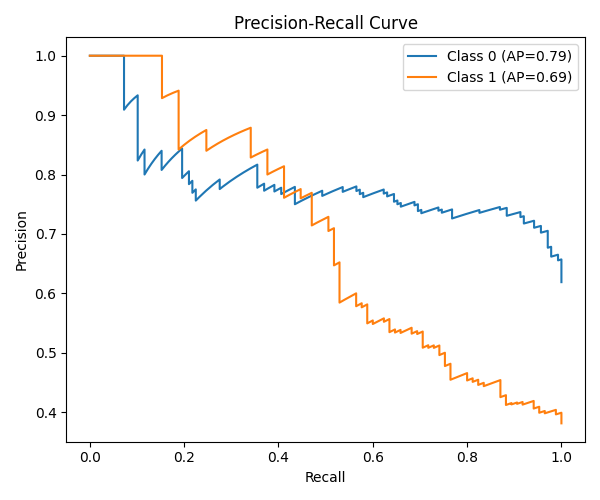 Precision-Recall Curve
Class 0 (AP=0.79)
Class 1 (AP=0.69)
Precision
1.0
0.9
0.8
0.7
0.6
0.5
0.4
0.0 0.2 0.4 0.6 0.8 1.0
Recall